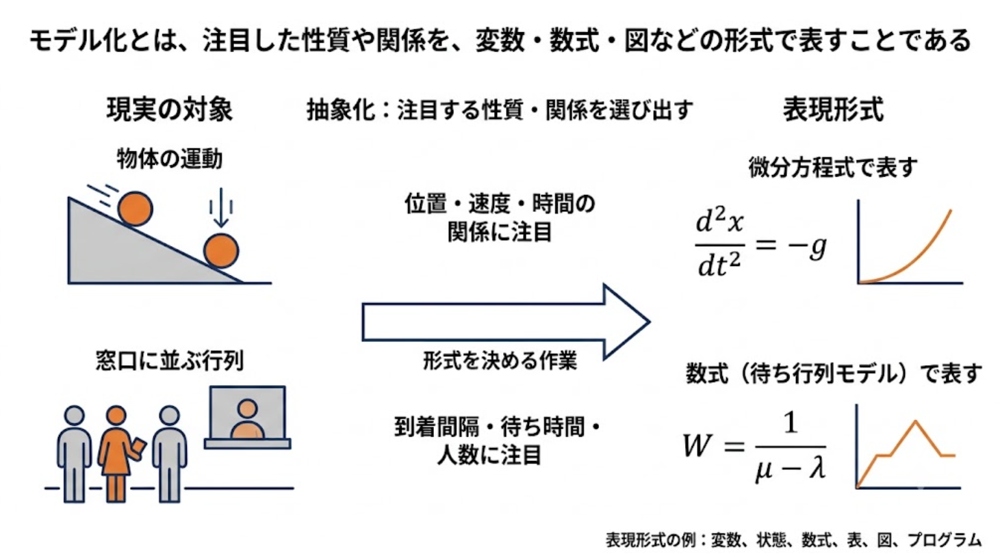 モデル化とは、注目した性質や関係を、変数・数式・図などの形式で表すことである
現実の対象
抽象化：注目する性質・関係を選び出す
表現形式
物体の運動
位置・速度・時間の
関係に注目
微分方程式で表す
d²x/dt² = −g
形式を決める作業
窓口に並ぶ行列
到着間隔・待ち時間・
人数に注目
数式（待ち行列モデル）で表す
W = 1/(μ − λ)
表現形式の例：変数、状態、数式、表、図、プログラム